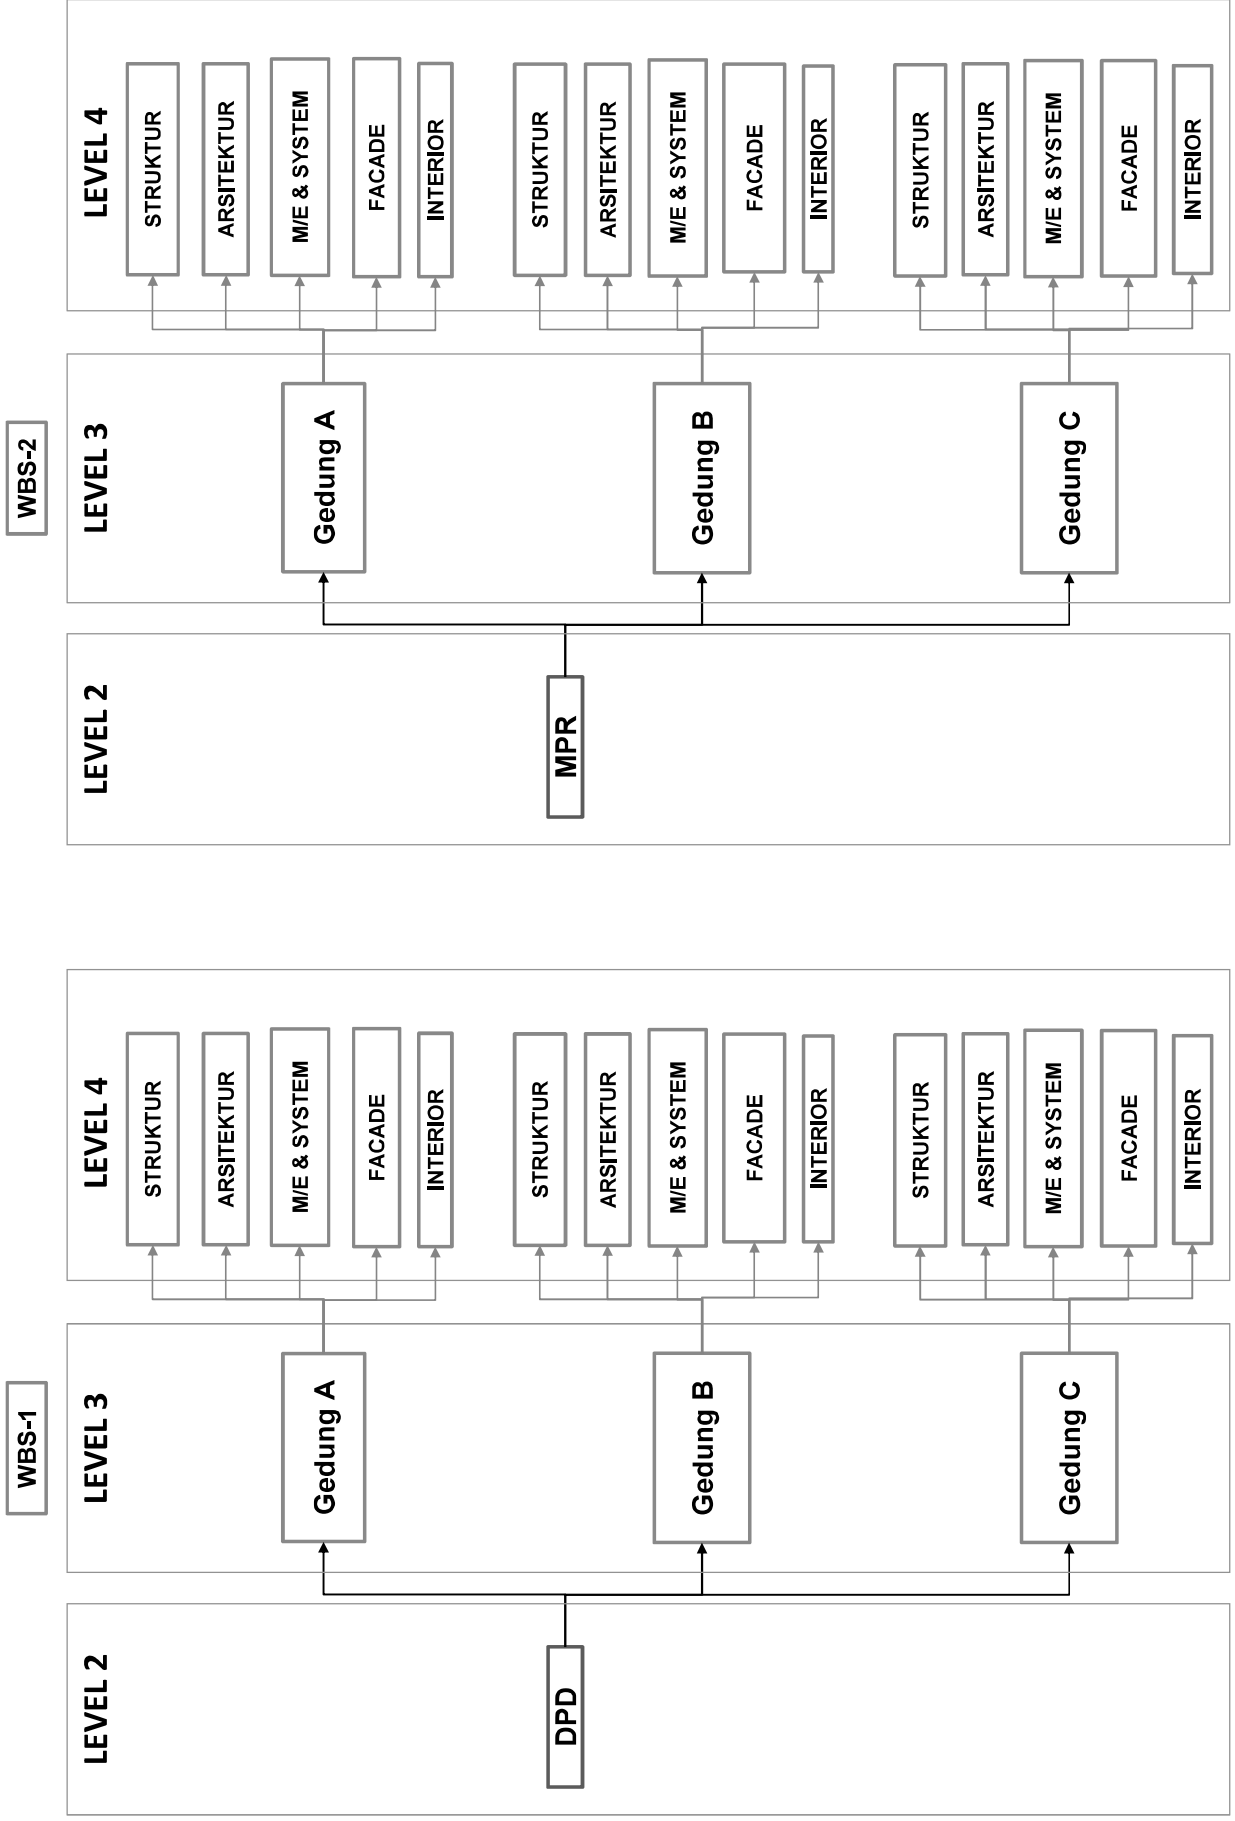 WBS-1
LEVEL 2
DPD
LEVEL 3
Gedung A
Gedung B
Gedung C
LEVEL 4
STRUKTUR
ARSITEKTUR
M/E & SYSTEM
FACADE
INTERIOR
STRUKTUR
ARSITEKTUR
M/E & SYSTEM
FACADE
INTERIOR
STRUKTUR
ARSITEKTUR
M/E & SYSTEM
FACADE
INTERIOR
WBS-2
LEVEL 2
MPR
LEVEL 3
Gedung A
Gedung B
Gedung C
LEVEL 4
STRUKTUR
ARSITEKTUR
M/E & SYSTEM
FACADE
INTERIOR
STRUKTUR
ARSITEKTUR
M/E & SYSTEM
FACADE
INTERIOR
STRUKTUR
ARSITEKTUR
M/E & SYSTEM
FACADE
INTERIOR